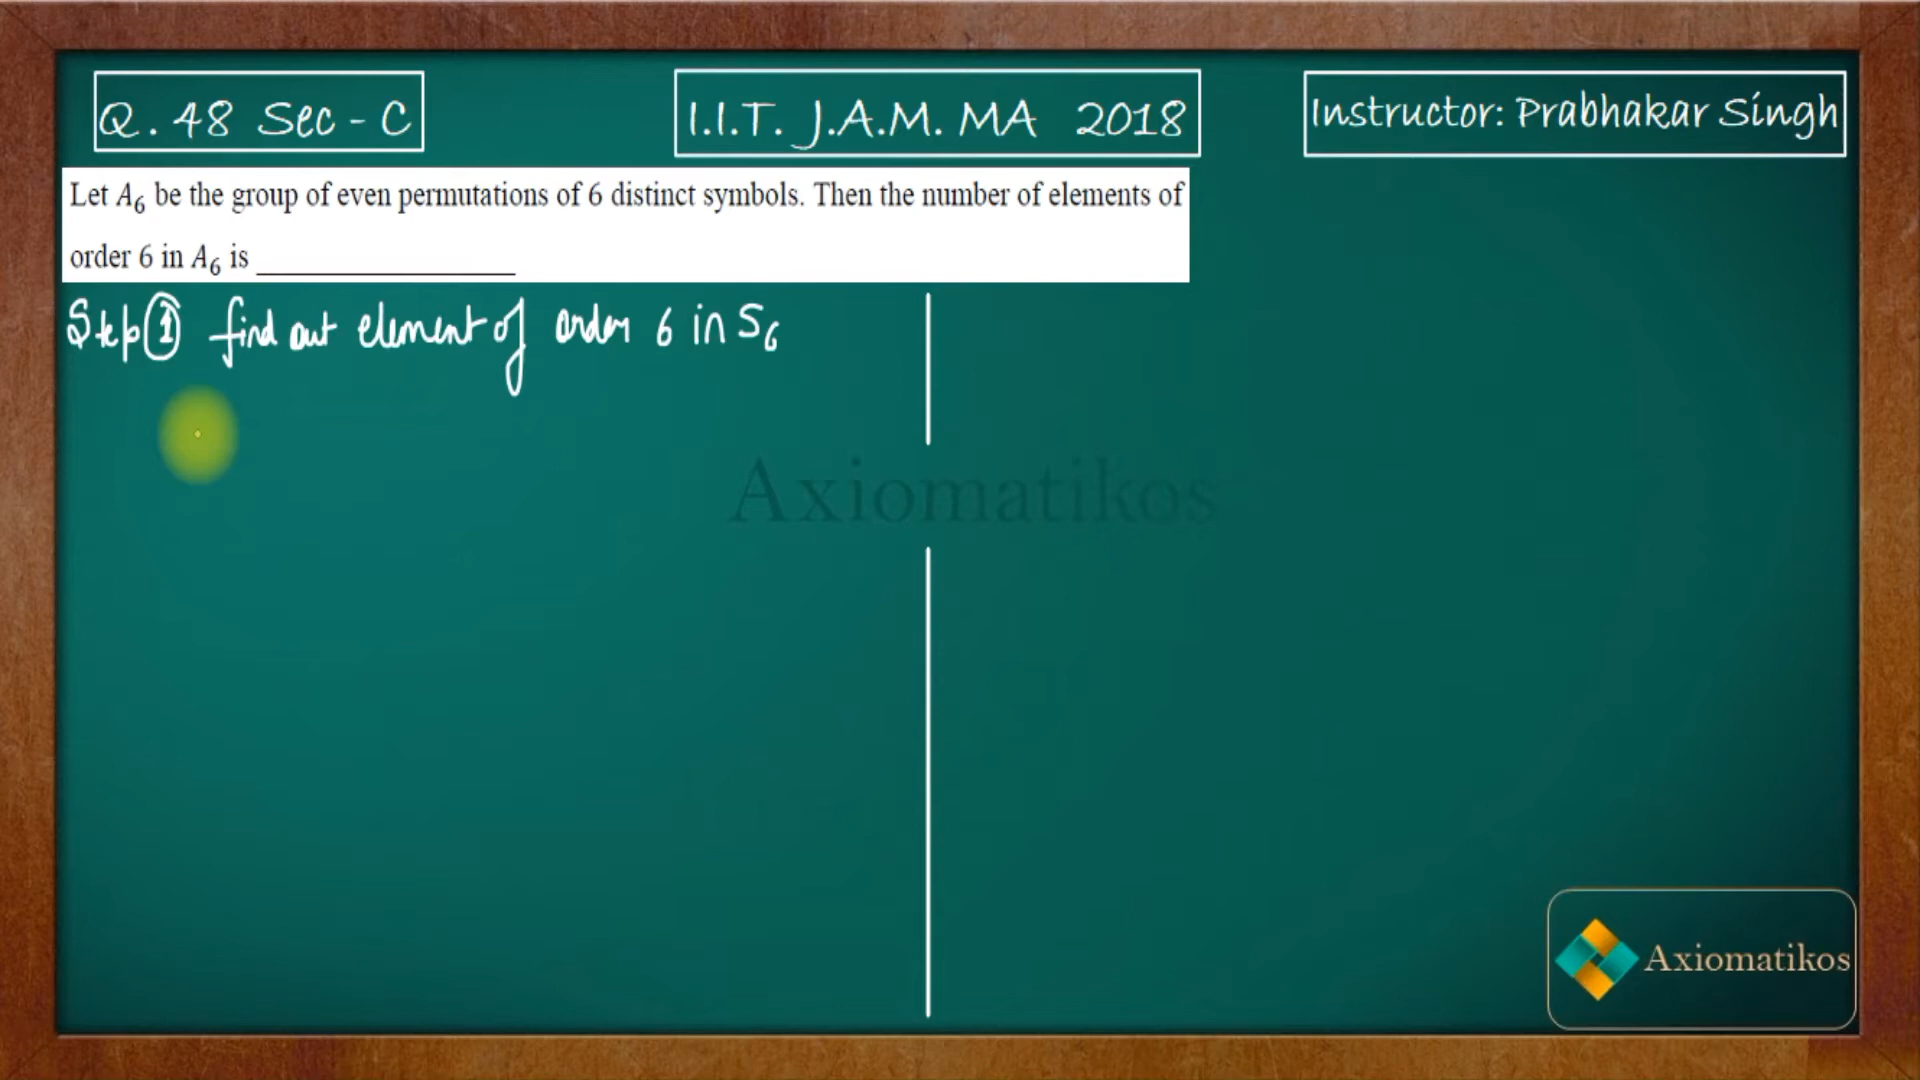 Q. 48 Sec - C
I.I.T. J.A.M. MA 2018
Instructor: Prabhakar Singh
Let A₆ be the group of even permutations of 6 distinct symbols. Then the number of elements of
order 6 in A₆ is _______________
Step ① find out element of order 6 in S₆
Axiomatikos
Axiomatikos